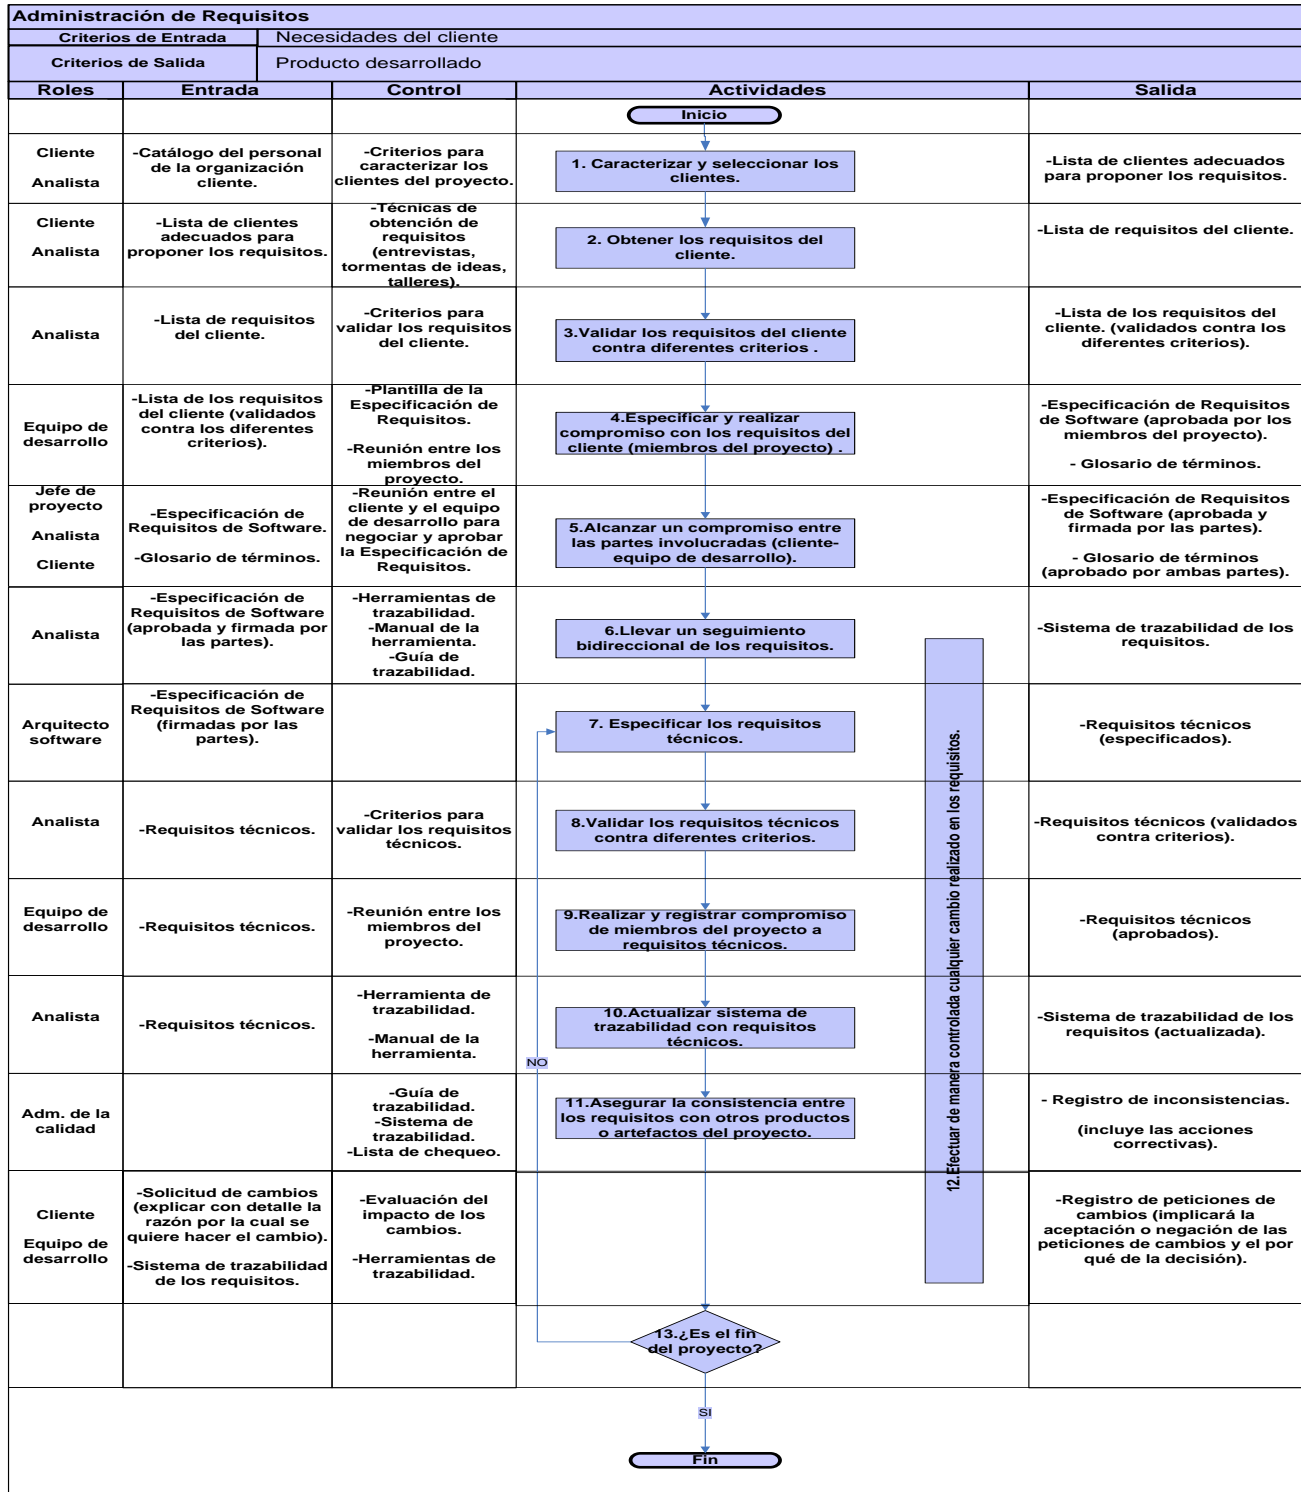 Administración de Requisitos
Criterios de Entrada
Necesidades del cliente
Criterios de Salida
Producto desarrollado
Roles
Entrada
Control
Actividades
Salida
Inicio
Cliente
Analista
-Catálogo del personal
de la organización
cliente.
-Criterios para
caracterizar los
clientes del proyecto.
1. Caracterizar y seleccionar los
clientes.
-Lista de clientes adecuados
para proponer los requisitos.
Cliente
Analista
-Lista de clientes
adecuados para
proponer los requisitos.
-Técnicas de
obtención de
requisitos
(entrevistas,
tormentas de ideas,
talleres).
2. Obtener los requisitos del
cliente.
-Lista de requisitos del cliente.
Analista
-Lista de requisitos
del cliente.
-Criterios para
validar los requisitos
del cliente.
3.Validar los requisitos del cliente
contra diferentes criterios .
-Lista de los requisitos del
cliente. (validados contra los
diferentes criterios).
Equipo de
desarrollo
-Lista de los requisitos
del cliente (validados
contra los diferentes
criterios).
-Plantilla de la
Especificación de
Requisitos.
-Reunión entre los
miembros del
proyecto.
4.Especificar y realizar
compromiso con los requisitos del
cliente (miembros del proyecto) .
-Especificación de Requisitos
de Software (aprobada por los
miembros del proyecto).
- Glosario de términos.
Jefe de
proyecto
Analista
Cliente
-Especificación de
Requisitos de Software.
-Glosario de términos.
-Reunión entre el
cliente y el equipo
de desarrollo para
negociar y aprobar
la Especificación de
Requisitos.
5.Alcanzar un compromiso entre
las partes involucradas (cliente-
equipo de desarrollo).
-Especificación de Requisitos
de Software (aprobada y
firmada por las partes).
- Glosario de términos
(aprobado por ambas partes).
Analista
-Especificación de
Requisitos de Software
(aprobada y firmada por
las partes).
-Herramientas de
trazabilidad.
-Manual de la
herramienta.
-Guía de
trazabilidad.
6.Llevar un seguimiento
bidireccional de los requisitos.
-Sistema de trazabilidad de los
requisitos.
Arquitecto
software
-Especificación de
Requisitos de Software
(firmadas por las
partes).
7. Especificar los requisitos
técnicos.
-Requisitos técnicos
(especificados).
Analista
-Requisitos técnicos.
-Criterios para
validar los requisitos
técnicos.
8.Validar los requisitos técnicos
contra diferentes criterios.
-Requisitos técnicos (validados
contra criterios).
Equipo de
desarrollo
-Requisitos técnicos.
-Reunión entre los
miembros del
proyecto.
9.Realizar y registrar compromiso
de miembros del proyecto a
requisitos técnicos.
-Requisitos técnicos
(aprobados).
Analista
-Requisitos técnicos.
-Herramienta de
trazabilidad.
-Manual de la
herramienta.
10.Actualizar sistema de
trazabilidad con requisitos
técnicos.
-Sistema de trazabilidad de los
requisitos (actualizada).
NO
Adm. de la
calidad
-Guía de
trazabilidad.
-Sistema de
trazabilidad.
-Lista de chequeo.
11.Asegurar la consistencia entre
los requisitos con otros productos
o artefactos del proyecto.
- Registro de inconsistencias.
(incluye las acciones
correctivas).
12.Efectuar de manera controlada cualquier cambio realizado en los requisitos.
Cliente
Equipo de
desarrollo
-Solicitud de cambios
(explicar con detalle la
razón por la cual se
quiere hacer el cambio).
-Sistema de trazabilidad
de los requisitos.
-Evaluación del
impacto de los
cambios.
-Herramientas de
trazabilidad.
-Registro de peticiones de
cambios (implicará la
aceptación o negación de las
peticiones de cambios y el por
qué de la decisión).
13.¿Es el fin
del proyecto?
SI
Fin